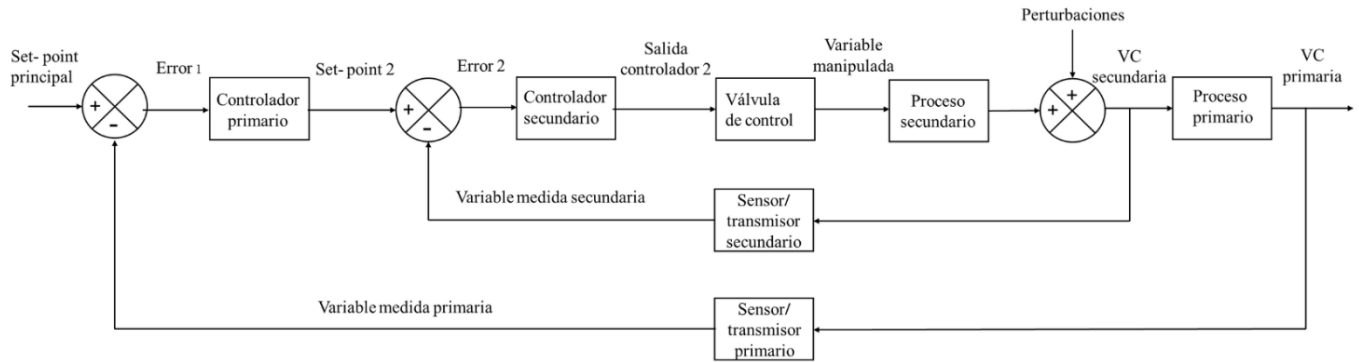 Perturbaciones
Set- point
principal
Error 1
Set- point 2
Error 2
Salida
controlador 2
Variable
manipulada
VC
secundaria
VC
primaria
+
-
Controlador
primario
+
-
Controlador
secundario
Válvula
de control
Proceso
secundario
+
+
Proceso
primario
Variable medida secundaria
Sensor/
transmisor
secundario
Variable medida primaria
Sensor/
transmisor
primario